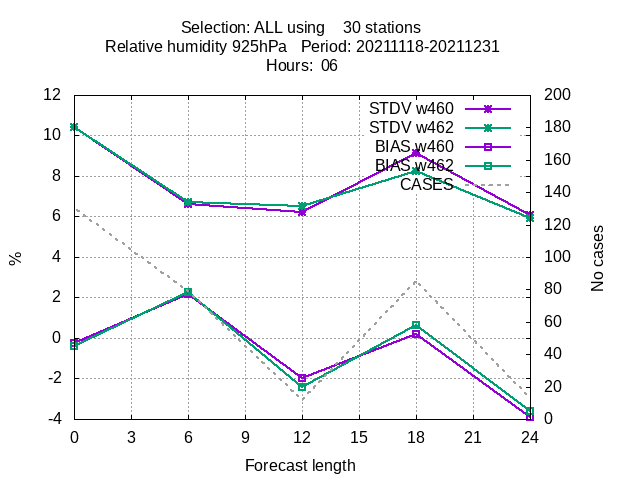 Selection: ALL using    30 stations
Relative humidity 925hPa   Period: 20211118-20211231
Hours:  06
12
10
8
6
4
2
0
-2
-4
%
STDV w460
STDV w462
BIAS w460
BIAS w462
CASES
200
180
160
140
120
100
80
60
40
20
0
No cases
0 3 6 9 12 15 18 21 24
Forecast length